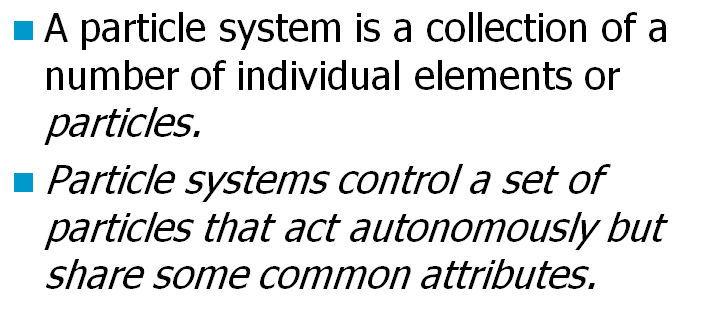 A particle system is a collection of a
number of individual elements or
particles.
Particle systems control a set of
particles that act autonomously but
share some common attributes.